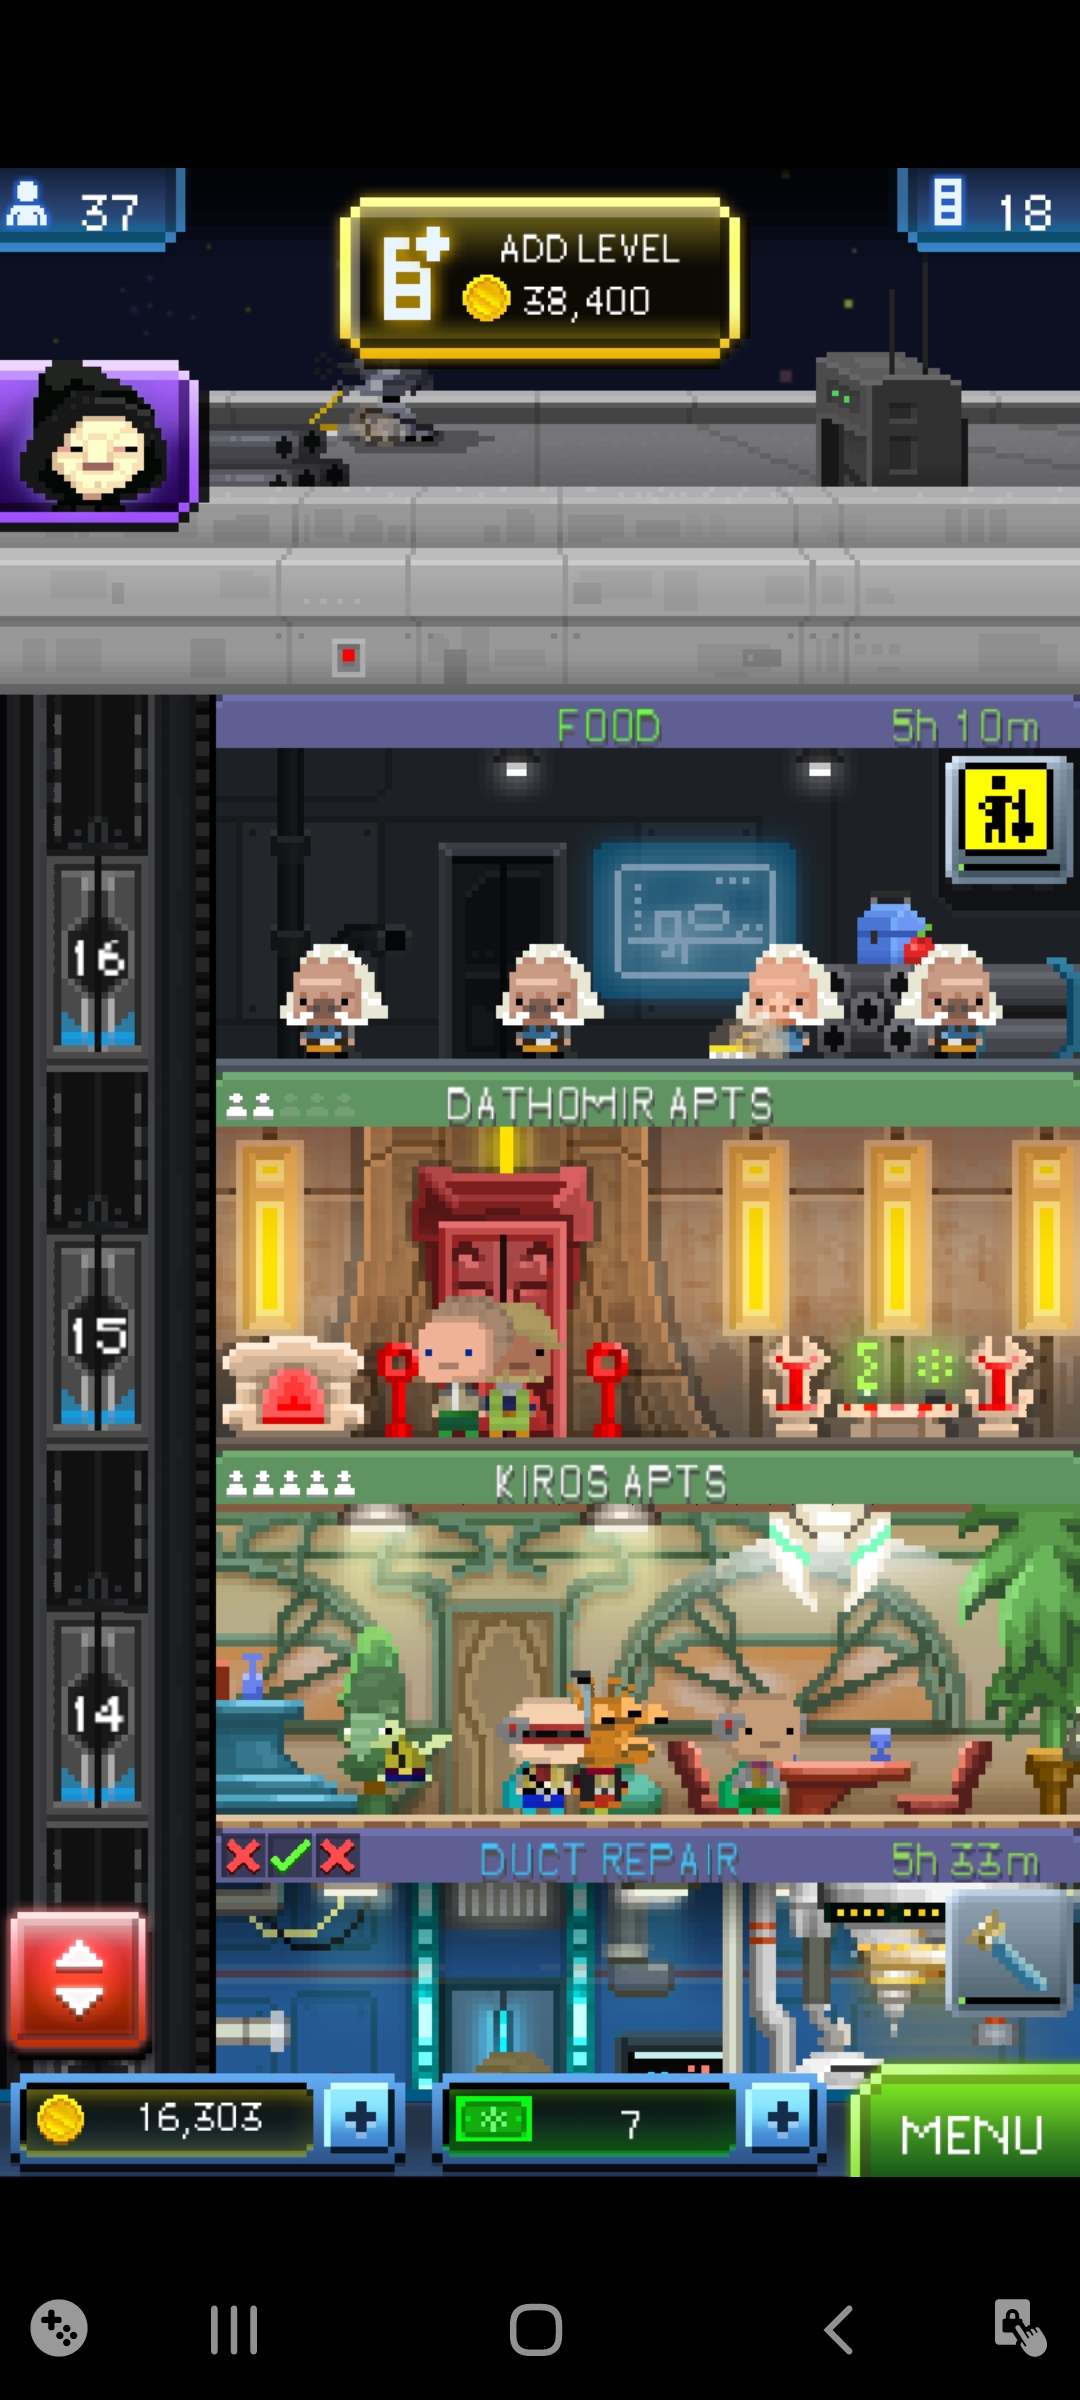 37
ADD LEVEL
38,400
18
FOOD
5h 10m
16
DATHOMIR APTS
15
KIROS APTS
14
DUCT REPAIR
5h 33m
16,303
7
MENU